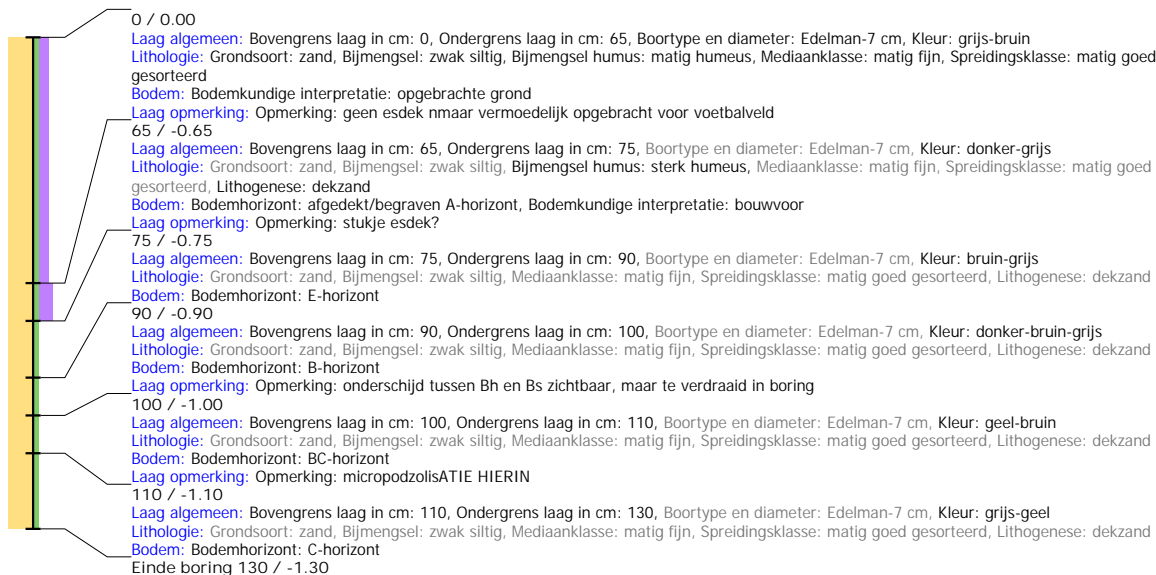 0 / 0.00
Laag algemeen: Bovengrens laag in cm: 0, Ondergrens laag in cm: 65, Boortype en diameter: Edelman-7 cm, Kleur: grijs-bruin
Lithologie: Grondsoort: zand, Bijmengsel: zwak siltig, Bijmengsel humus: matig humeus, Mediaanklasse: matig fijn, Spreidingsklasse: matig goed
gesorteerd
Bodem: Bodemkundige interpretatie: opgebrachte grond
Laag opmerking: Opmerking: geen esdek nmaar vermoedelijk opgebracht voor voetbalveld
65 / -0.65
Laag algemeen: Bovengrens laag in cm: 65, Ondergrens laag in cm: 75, Boortype en diameter: Edelman-7 cm, Kleur: donker-grijs
Lithologie: Grondsoort: zand, Bijmengsel: zwak siltig, Bijmengsel humus: sterk humeus, Mediaanklasse: matig fijn, Spreidingsklasse: matig goed
gesorteerd, Lithogenese: dekzand
Bodem: Bodemhorizont: afgedekt/begraven A-horizont, Bodemkundige interpretatie: bouwvoor
Laag opmerking: Opmerking: stukje esdek?
75 / -0.75
Laag algemeen: Bovengrens laag in cm: 75, Ondergrens laag in cm: 90, Boortype en diameter: Edelman-7 cm, Kleur: bruin-grijs
Lithologie: Grondsoort: zand, Bijmengsel: zwak siltig, Mediaanklasse: matig fijn, Spreidingsklasse: matig goed gesorteerd, Lithogenese: dekzand
Bodem: Bodemhorizont: E-horizont
90 / -0.90
Laag algemeen: Bovengrens laag in cm: 90, Ondergrens laag in cm: 100, Boortype en diameter: Edelman-7 cm, Kleur: donker-bruin-grijs
Lithologie: Grondsoort: zand, Bijmengsel: zwak siltig, Mediaanklasse: matig fijn, Spreidingsklasse: matig goed gesorteerd, Lithogenese: dekzand
Bodem: Bodemhorizont: B-horizont
Laag opmerking: Opmerking: onderschijd tussen Bh en Bs zichtbaar, maar te verdraaid in boring
100 / -1.00
Laag algemeen: Bovengrens laag in cm: 100, Ondergrens laag in cm: 110, Boortype en diameter: Edelman-7 cm, Kleur: geel-bruin
Lithologie: Grondsoort: zand, Bijmengsel: zwak siltig, Mediaanklasse: matig fijn, Spreidingsklasse: matig goed gesorteerd, Lithogenese: dekzand
Bodem: Bodemhorizont: BC-horizont
Laag opmerking: Opmerking: micropodzolisATIE HIERIN
110 / -1.10
Laag algemeen: Bovengrens laag in cm: 110, Ondergrens laag in cm: 130, Boortype en diameter: Edelman-7 cm, Kleur: grijs-geel
Lithologie: Grondsoort: zand, Bijmengsel: zwak siltig, Mediaanklasse: matig fijn, Spreidingsklasse: matig goed gesorteerd, Lithogenese: dekzand
Bodem: Bodemhorizont: C-horizont
Einde boring 130 / -1.30